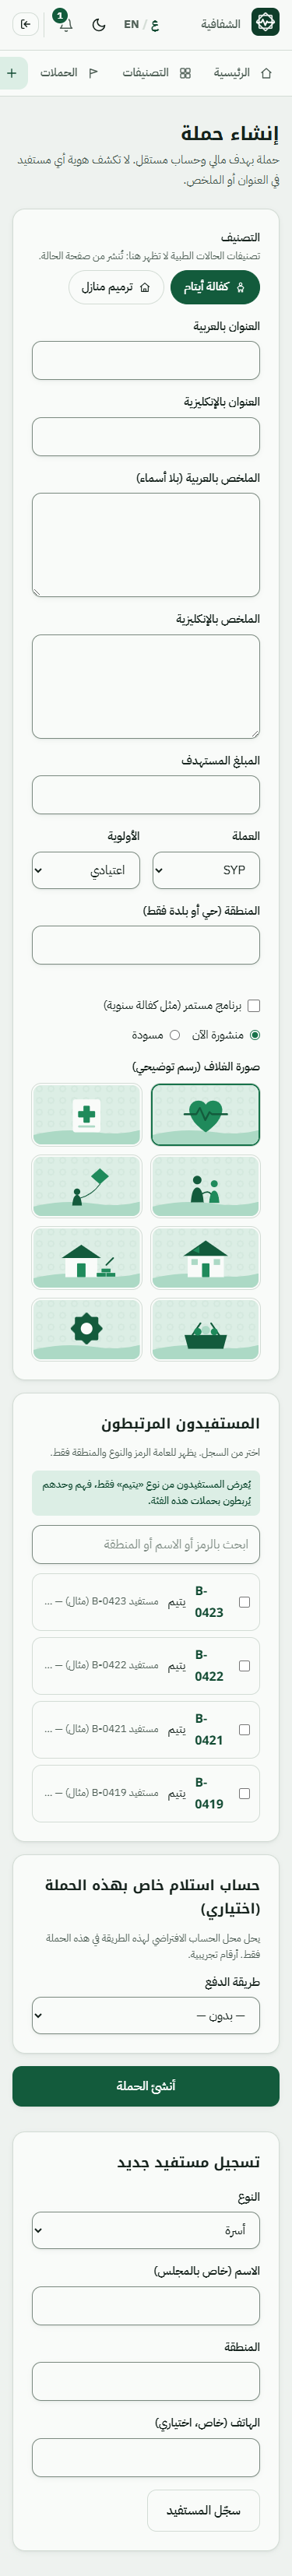 الشفافية
ع / EN
1
الرئيسية
التصنيفات
الحملات
إنشاء حملة
حملة بهدف مالي وحساب مستقل. لا تكشف هوية أي مستفيد
في العنوان أو الملخص.
التصنيف
تصنيفات الحالات الطبية لا تظهر هنا: تُنشر من صفحة الحالة.
كفالة أيتام
ترميم منازل
العنوان بالعربية
العنوان بالإنكليزية
الملخص بالعربية (بلا أسماء)
الملخص بالإنكليزية
المبلغ المستهدف
العملة
الأولوية
SYP
اعتيادي
المنطقة (حي أو بلدة فقط)
برنامج مستمر (مثل كفالة سنوية)
منشورة الآن
مسودة
صورة الغلاف (رسم توضيحي)
المستفيدون المرتبطون
اختر من السجل. يظهر للعامة الرمز والنوع والمنطقة فقط.
يُعرض المستفيدون من نوع «يتيم» فقط، فهم وحدهم
يُربطون بحملات هذه الفئة.
ابحث بالرمز أو الاسم أو المنطقة
B-
0423
يتيم
مستفيد B-0423 (مثال) — ...
B-
0422
يتيم
مستفيد B-0422 (مثال) — ...
B-
0421
يتيم
مستفيد B-0421 (مثال) — ...
B-
0419
يتيم
مستفيد B-0419 (مثال) — ...
حساب استلام خاص بهذه الحملة
(اختياري)
يحل محل الحساب الافتراضي لهذه الطريقة في هذه الحملة
فقط. أرقام تجريبية.
طريقة الدفع
— بدون —
أنشئ الحملة
تسجيل مستفيد جديد
النوع
أسرة
الاسم (خاص بالمجلس)
المنطقة
الهاتف (خاص، اختياري)
سجّل المستفيد